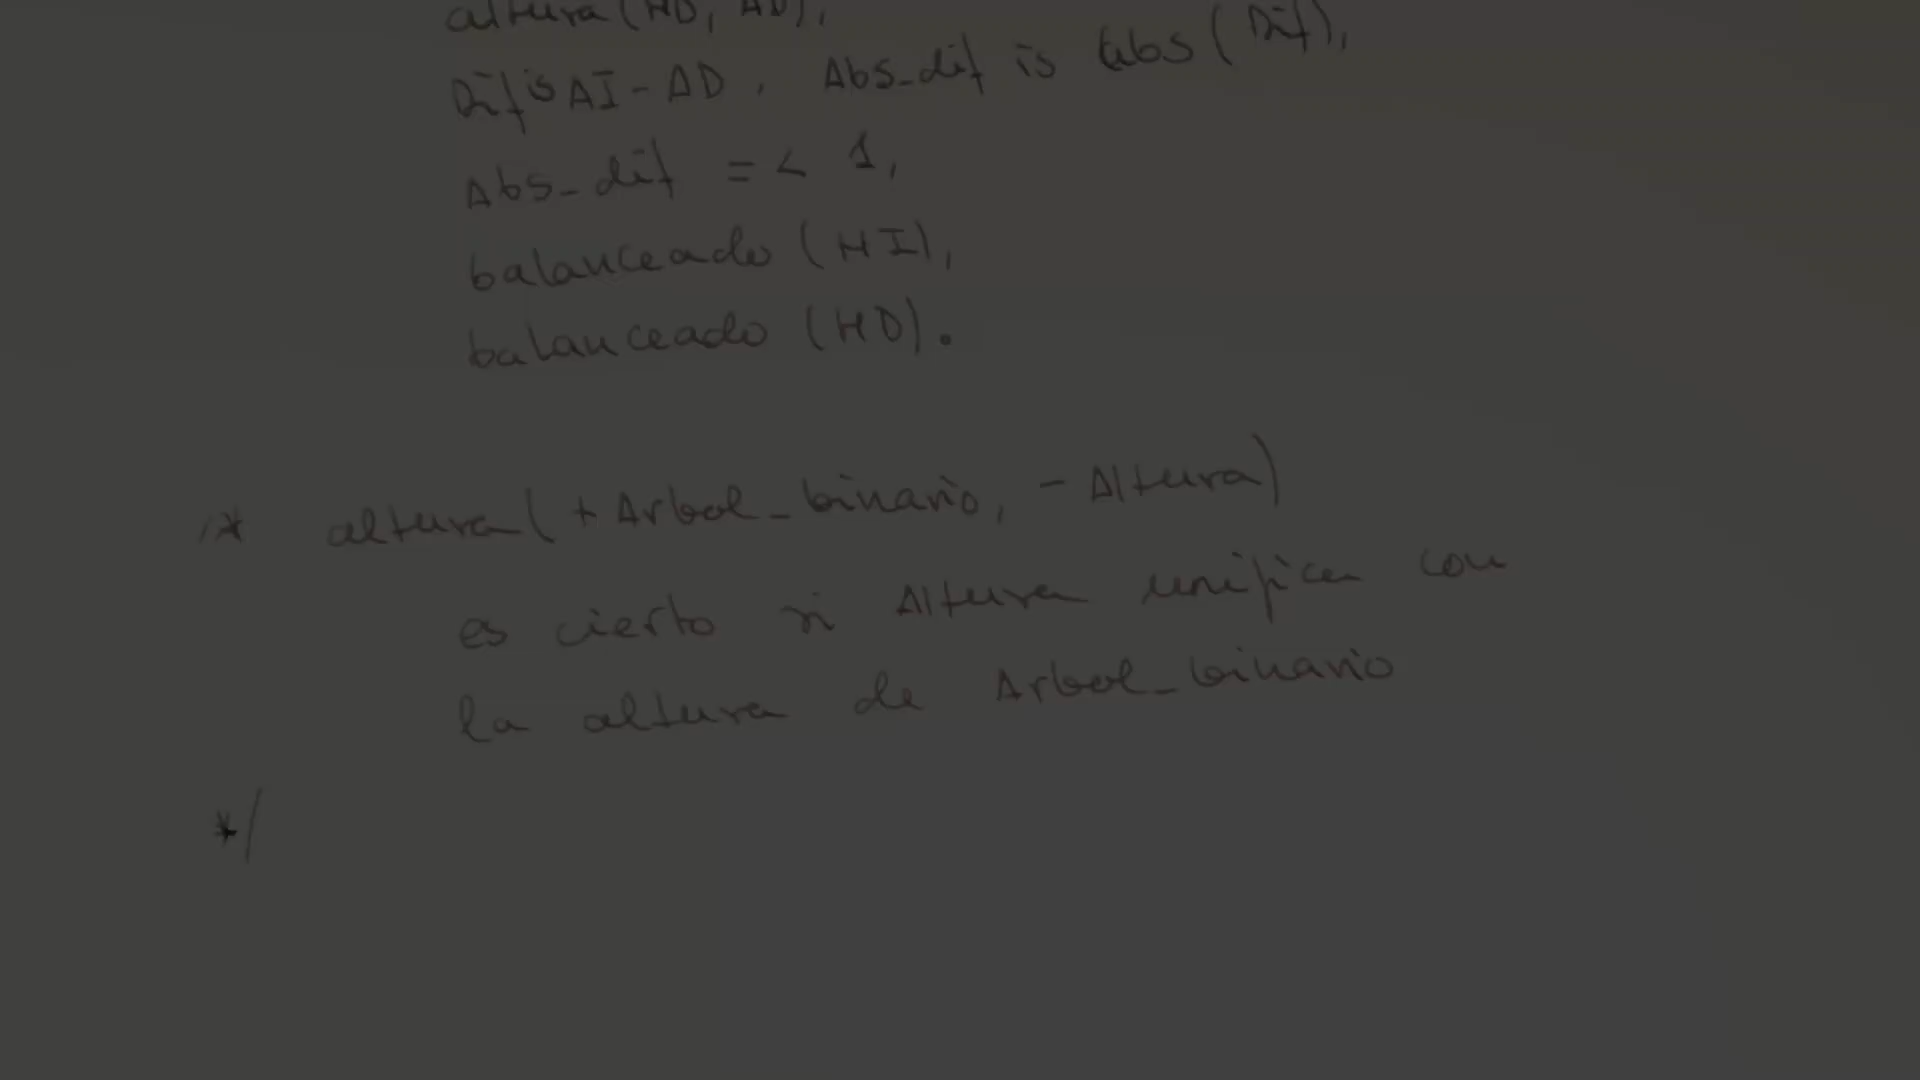 altura(HD, AD),
Dif is AI - AD, Abs_dif is abs(Dif),
Abs_dif =< 1,
balanceado (HI),
balanceado (HD).
/* altura(+Arbol_binario, -Altura)
es cierto si Altura unifica con
la altura de Arbol_binario
*/